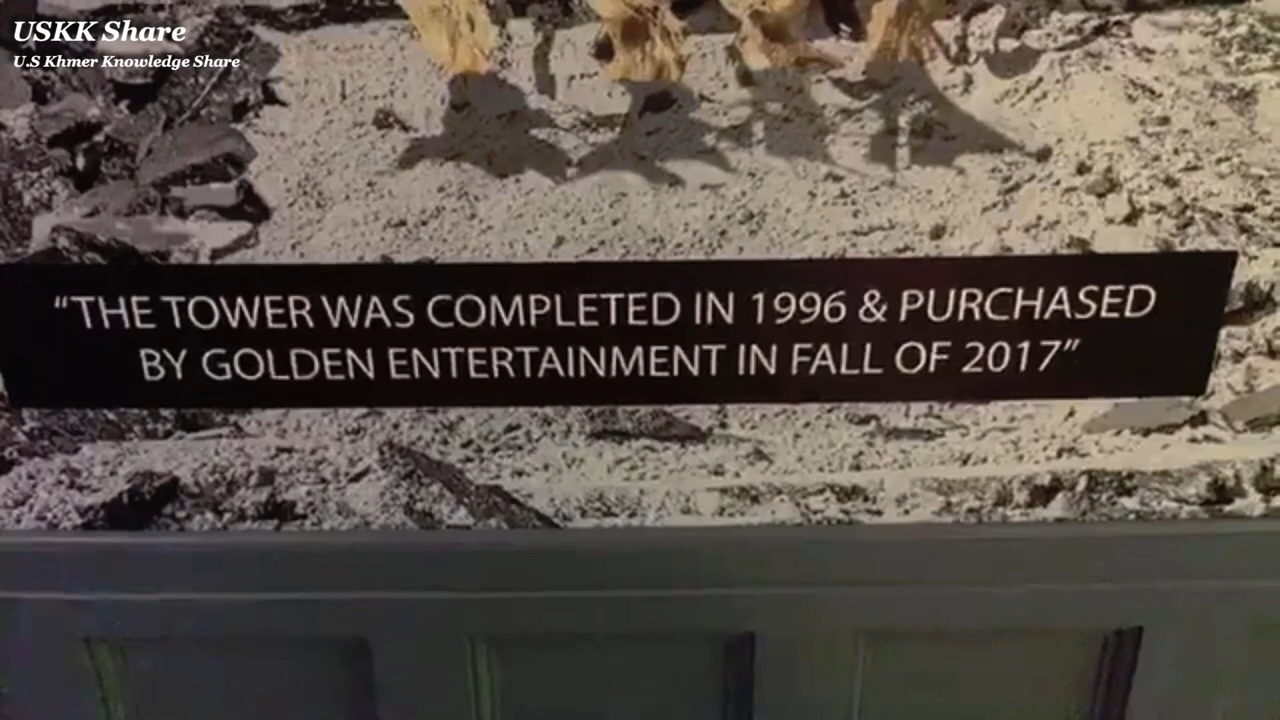 USKK Share
U.S Khmer Knowledge Share
“THE TOWER WAS COMPLETED IN 1996 & PURCHASED
BY GOLDEN ENTERTAINMENT IN FALL OF 2017”